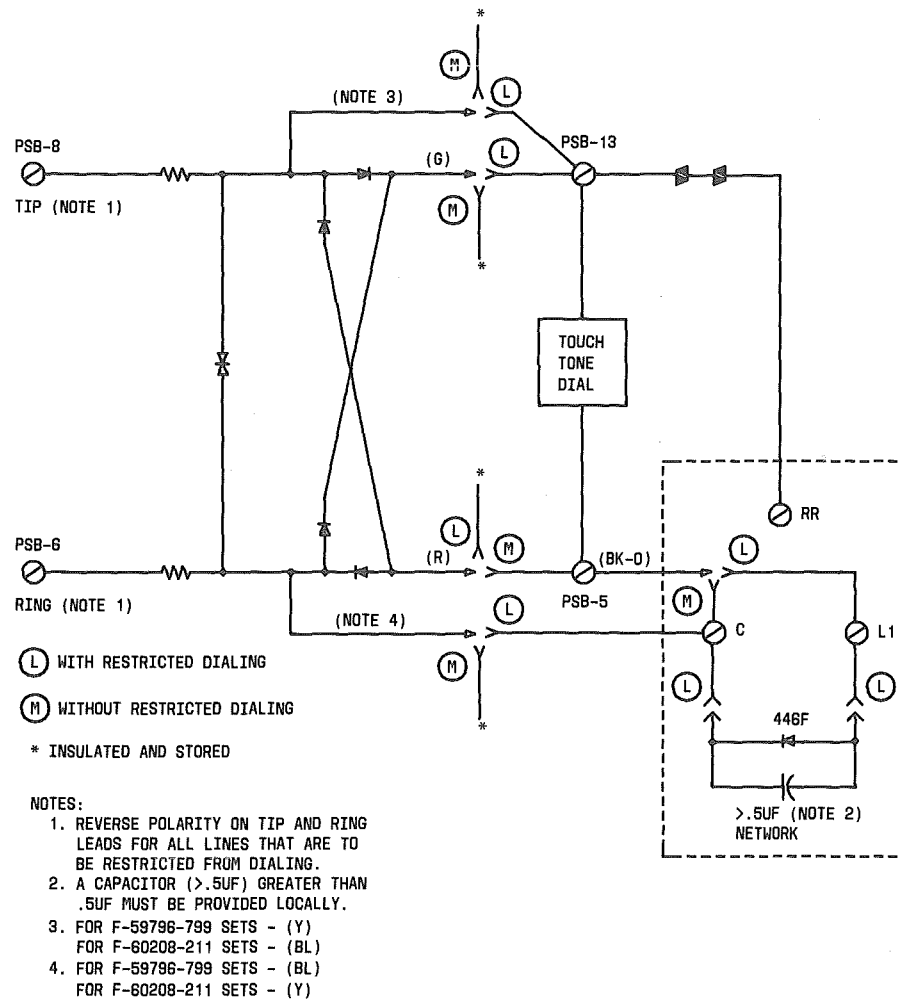 *
M
(NOTE 3)
L
PSB-8
PSB-13
(G)
L
TIP (NOTE 1)
M
*
TOUCH
TONE
DIAL
*
RR
PSB-6
L
(R)
M
(BK-O)
L
RING (NOTE 1)
PSB-5
M
(NOTE 4)
L
C
L1
L WITH RESTRICTED DIALING
M
L
L
M WITHOUT RESTRICTED DIALING
446F
*
* INSULATED AND STORED
>.5UF (NOTE 2)
NETWORK
NOTES:
1. REVERSE POLARITY ON TIP AND RING
LEADS FOR ALL LINES THAT ARE TO
BE RESTRICTED FROM DIALING.
2. A CAPACITOR (>.5UF) GREATER THAN
.5UF MUST BE PROVIDED LOCALLY.
3. FOR F-59796-799 SETS - (Y)
FOR F-60208-211 SETS - (BL)
4. FOR F-59796-799 SETS - (BL)
FOR F-60208-211 SETS - (Y)